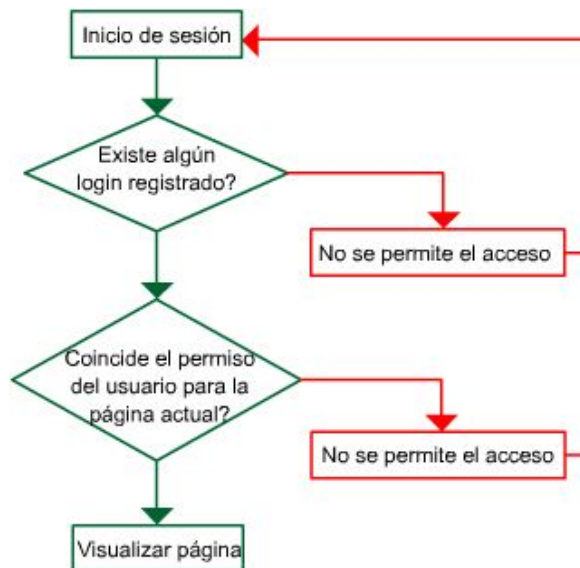 Inicio de sesión
Existe algún
login registrado?
No se permite el acceso
Coincide el permiso
del usuario para la
página actual?
No se permite el acceso
Visualizar página